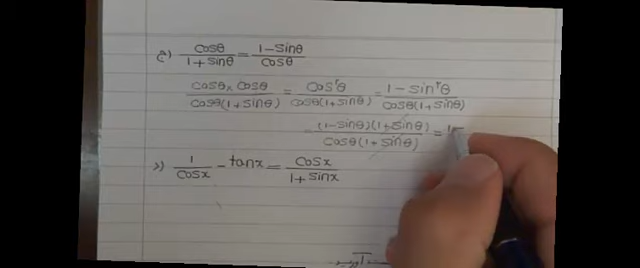 ج) cosθ / 1+sinθ = 1-sinθ / cosθ
cosθ × cosθ / cosθ(1+sinθ) = cos²θ / cosθ(1+sinθ) = 1-sin²θ / cosθ(1+sinθ)
= (1-sinθ)(1+sinθ) / cosθ(1+sinθ) =
د) 1 / cosx - tanx = cosx / 1+sinx